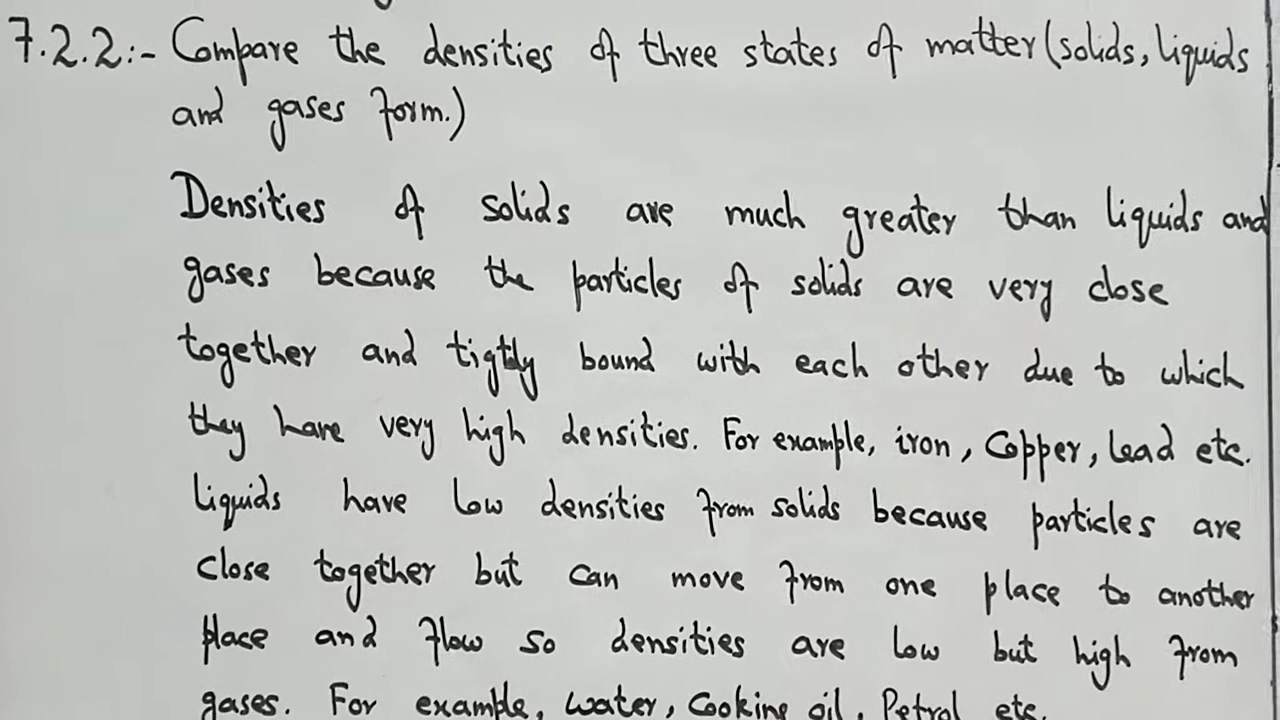 7.2.2:- Compare the densities of three states of matter (solids, liquids
and gases form.)
Densities of solids are much greater than liquids and
gases because the particles of solids are very close
together and tigtly bound with each other due to which
they have very high densities. For example, iron, Copper, lead etc.
liquids have low densities from solids because particles are
close together but can move from one place to another
place and flow so densities are low but high from
gases. For example, water, Cooking oil, Petrol etc.